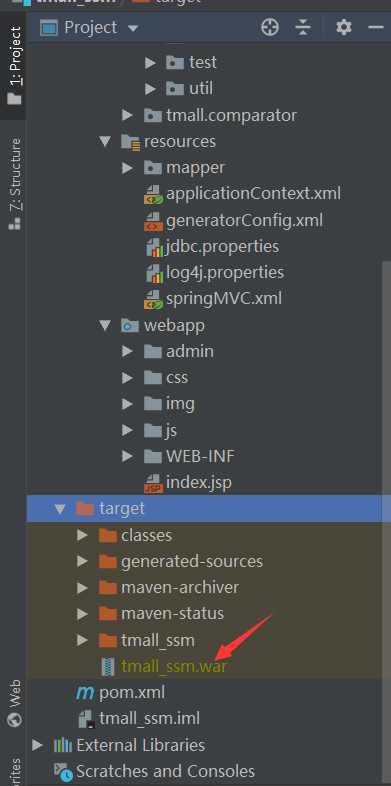 tmall_ssm / target
1: Project
Project
test
util
tmall.comparator
resources
mapper
applicationContext.xml
generatorConfig.xml
jdbc.properties
log4j.properties
springMVC.xml
webapp
admin
css
img
js
WEB-INF
JSP index.jsp
target
classes
generated-sources
maven-archiver
maven-status
tmall_ssm
tmall_ssm.war
m pom.xml
tmall_ssm.iml
External Libraries
Scratches and Consoles
7: Structure
Web